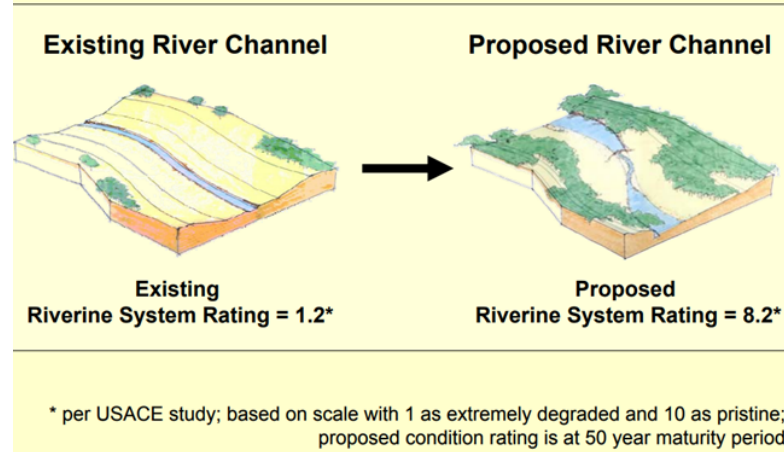 Existing River Channel
Proposed River Channel
Existing
Riverine System Rating = 1.2*
Proposed
Riverine System Rating = 8.2*
* per USACE study; based on scale with 1 as extremely degraded and 10 as pristine;
proposed condition rating is at 50 year maturity period